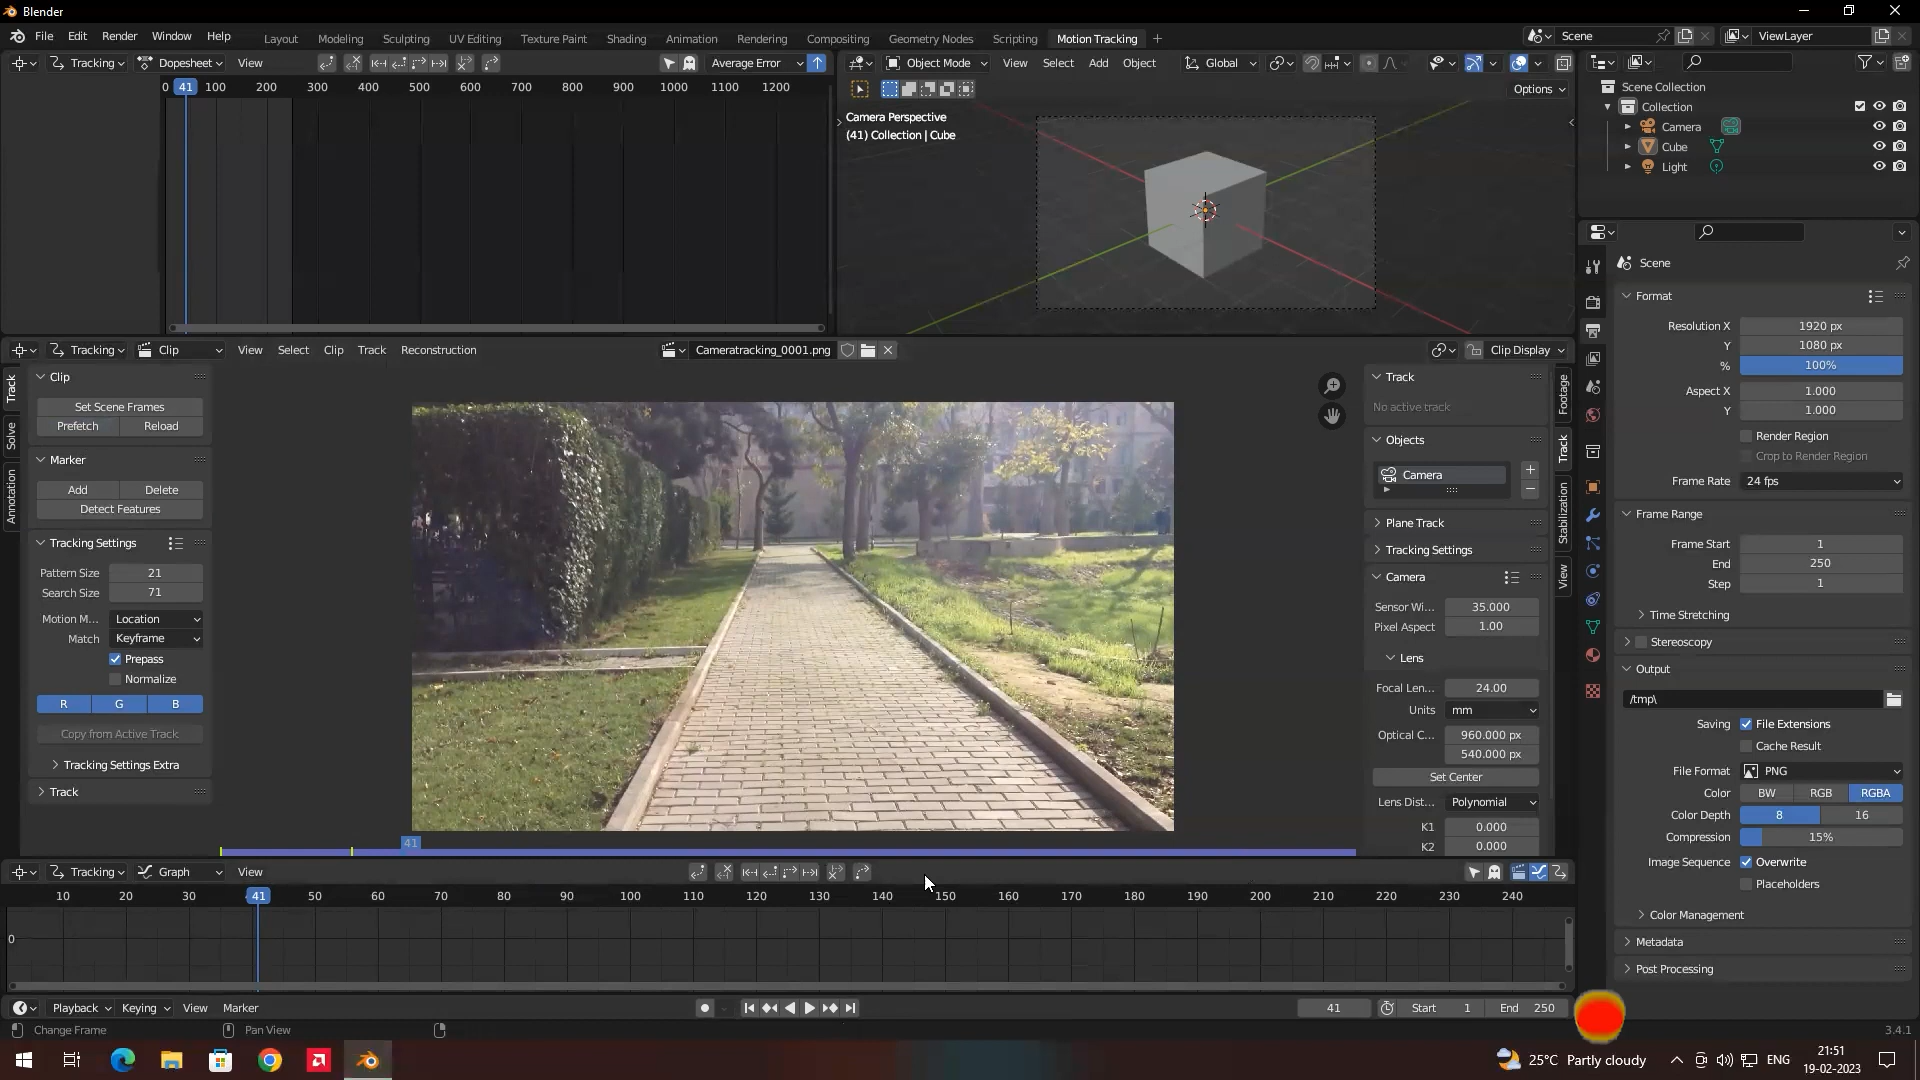 Blender
File Edit Render Window Help Layout Modeling Sculpting UV Editing Texture Paint Shading Animation Rendering Compositing Geometry Nodes Scripting Motion Tracking + Scene ViewLayer
Tracking Dopesheet View Average Error
0 41 100 200 300 400 500 600 700 800 900 1000 1100 1200
Object Mode View Select Add Object Global
Options
Camera Perspective
(41) Collection | Cube
Scene Collection
Collection
Camera
Cube
Light
Tracking Clip View Select Clip Track Reconstruction Cameratracking_0001.png Clip Display
Track
Solve
Annotation
Clip
Set Scene Frames
Prefetch Reload
Marker
Add Delete
Detect Features
Tracking Settings
Pattern Size 21
Search Size 71
Motion M... Location
Match Keyframe
Prepass
Normalize
R G B
Copy from Active Track
Tracking Settings Extra
Track
41
Track
No active track
Objects
Camera
Plane Track
Tracking Settings
Camera
Sensor Wi... 35.000
Pixel Aspect 1.00
Lens
Focal Len... 24.00
Units mm
Optical C... 960.000 px
540.000 px
Set Center
Lens Dist... Polynomial
K1 0.000
K2 0.000
Footage
Track
Stabilization
View
Scene
Format
Resolution X 1920 px
Y 1080 px
% 100%
Aspect X 1.000
Y 1.000
Render Region
Crop to Render Region
Frame Rate 24 fps
Frame Range
Frame Start 1
End 250
Step 1
Time Stretching
Stereoscopy
Output
/tmp\
Saving File Extensions
Cache Result
File Format PNG
Color BW RGB RGBA
Color Depth 8 16
Compression 15%
Image Sequence Overwrite
Placeholders
Color Management
Metadata
Post Processing
Tracking Graph View
10 20 30 41 50 60 70 80 90 100 110 120 130 140 150 160 170 180 190 200 210 220 230 240
0
Playback Keying View Marker 41 Start 1 End 250
Change Frame Pan View 3.4.1
25°C Partly cloudy ENG 21:51
19-02-2023